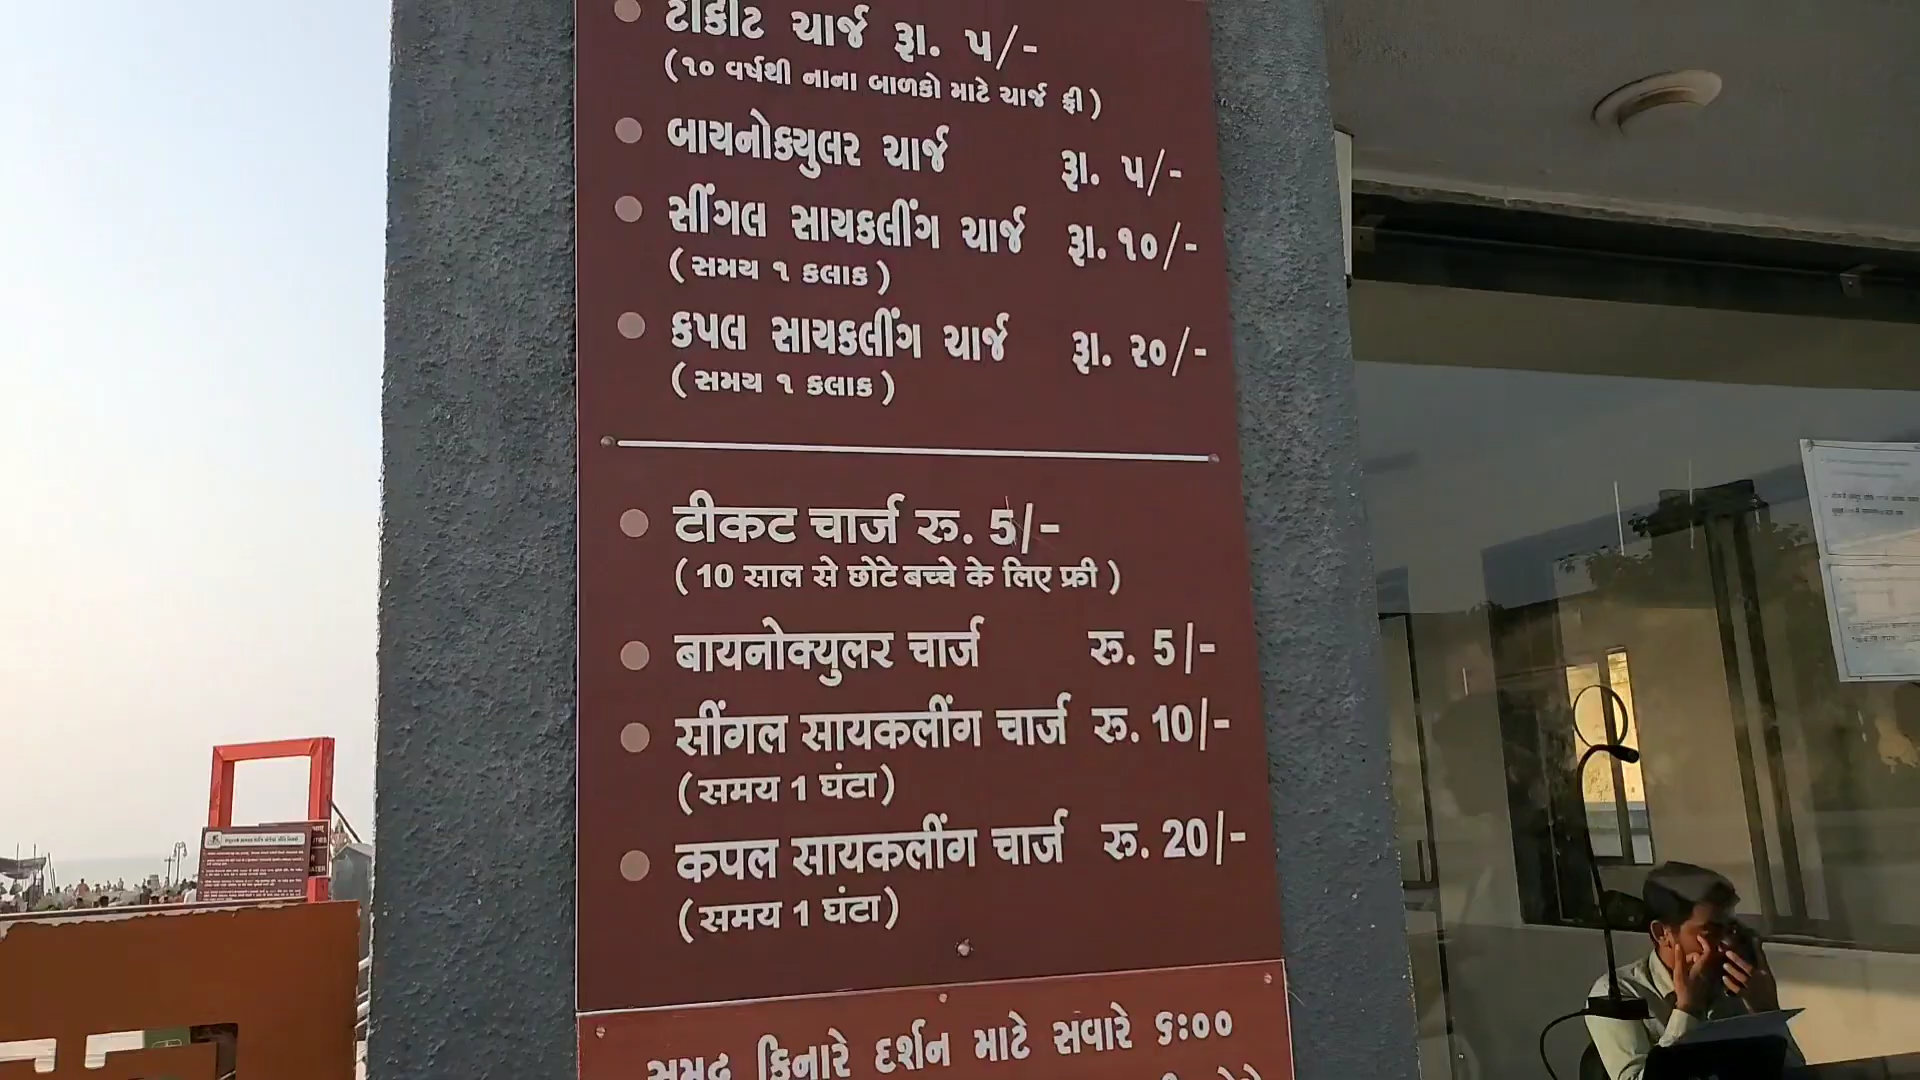 ટીકીટ ચાર્જ રૂા. ૫/-
(૧૦ વર્ષથી નાના બાળકો માટે ચાર્જ ફ્રી)
બાયનોક્યુલર ચાર્જ રૂા. ૫/-
સીંગલ સાયકલીંગ ચાર્જ રૂા. ૧૦/-
(સમય ૧ કલાક)
કપલ સાયકલીંગ ચાર્જ રૂા. ૨૦/-
(સમય ૧ કલાક)
टीकट चार्ज रू. 5/-
(10 साल से छोटे बच्चे के लिए फ्री)
बायनोक्युलर चार्ज रू. 5/-
सींगल सायकलींग चार्ज रू. 10/-
(समय 1 घंटा)
कपल सायकलींग चार्ज रू. 20/-
(समय 1 घंटा)
સમુદ્ર કિનારે દર્શન માટે સવારે ૬:૦૦